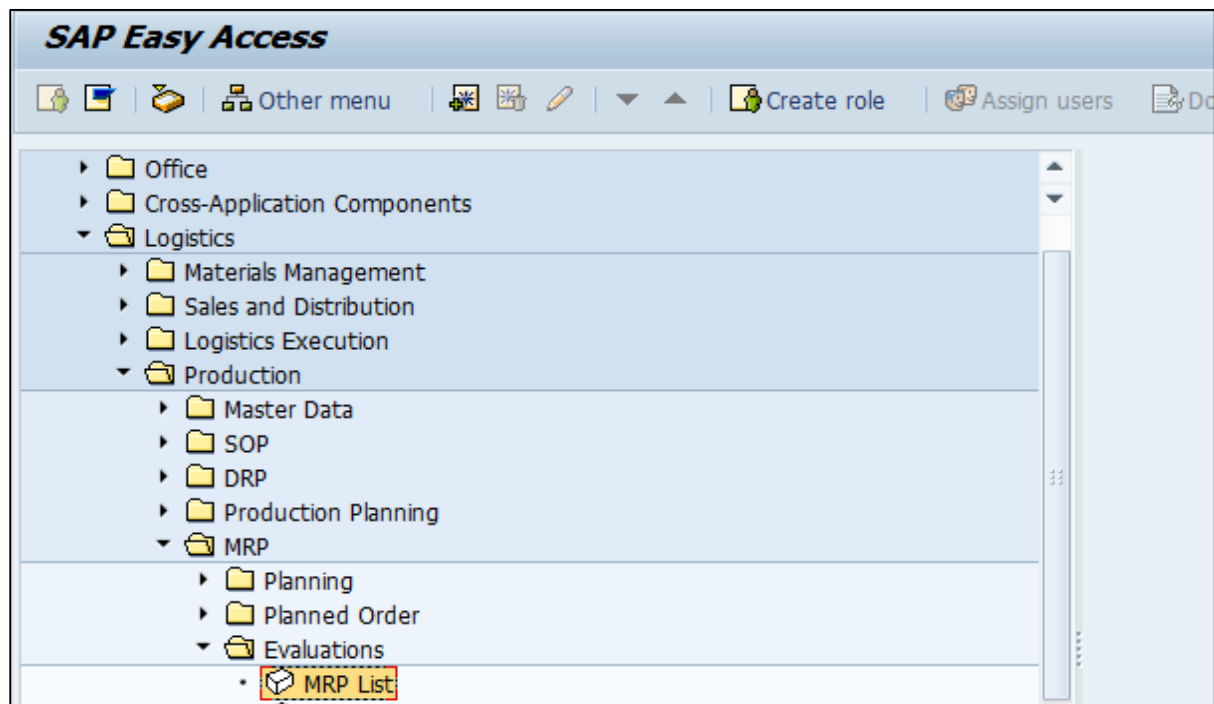 SAP Easy Access
Other menu Create role Assign users Do
Office
Cross-Application Components
Logistics
Materials Management
Sales and Distribution
Logistics Execution
Production
Master Data
SOP
DRP
Production Planning
MRP
Planning
Planned Order
Evaluations
MRP List